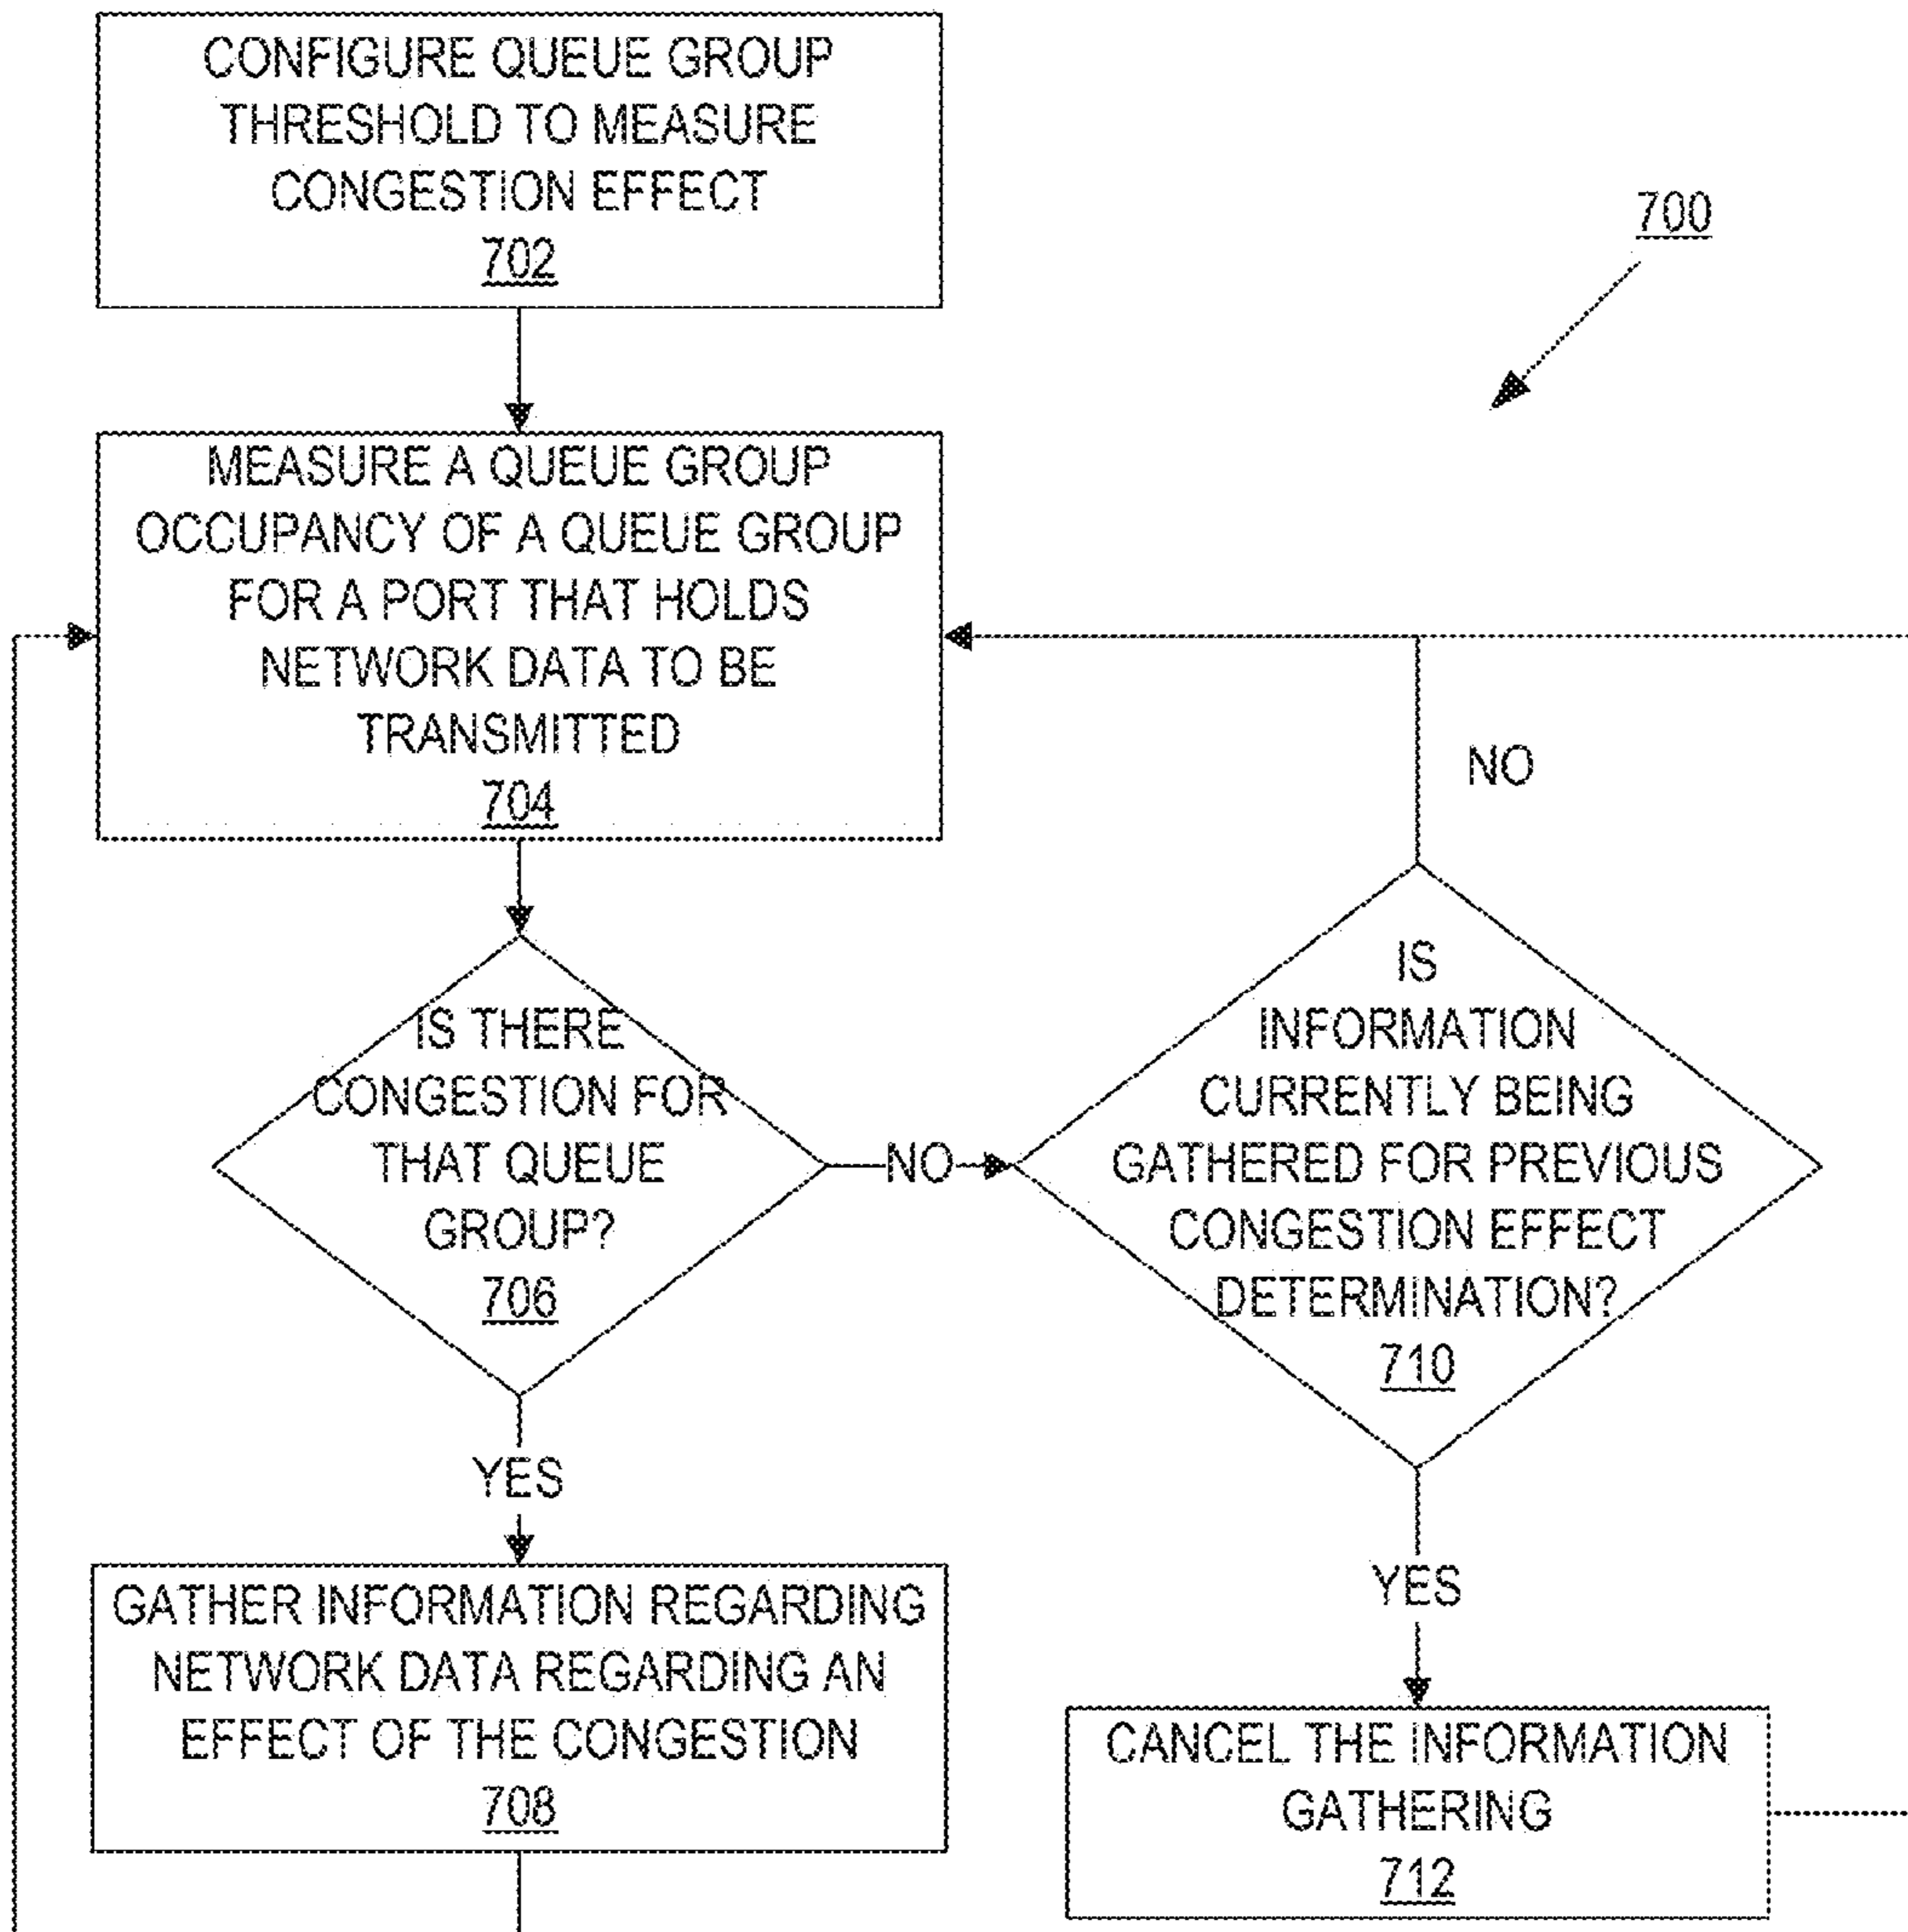 CONFIGURE QUEUE GROUP
THRESHOLD TO MEASURE
CONGESTION EFFECT
702
700
MEASURE A QUEUE GROUP
OCCUPANCY OF A QUEUE GROUP
FOR A PORT THAT HOLDS
NETWORK DATA TO BE
TRANSMITTED
704
NO
IS THERE
CONGESTION FOR
THAT QUEUE
GROUP?
706
NO
IS
INFORMATION
CURRENTLY BEING
GATHERED FOR PREVIOUS
CONGESTION EFFECT
DETERMINATION?
710
YES
YES
GATHER INFORMATION REGARDING
NETWORK DATA REGARDING AN
EFFECT OF THE CONGESTION
708
CANCEL THE INFORMATION
GATHERING
712